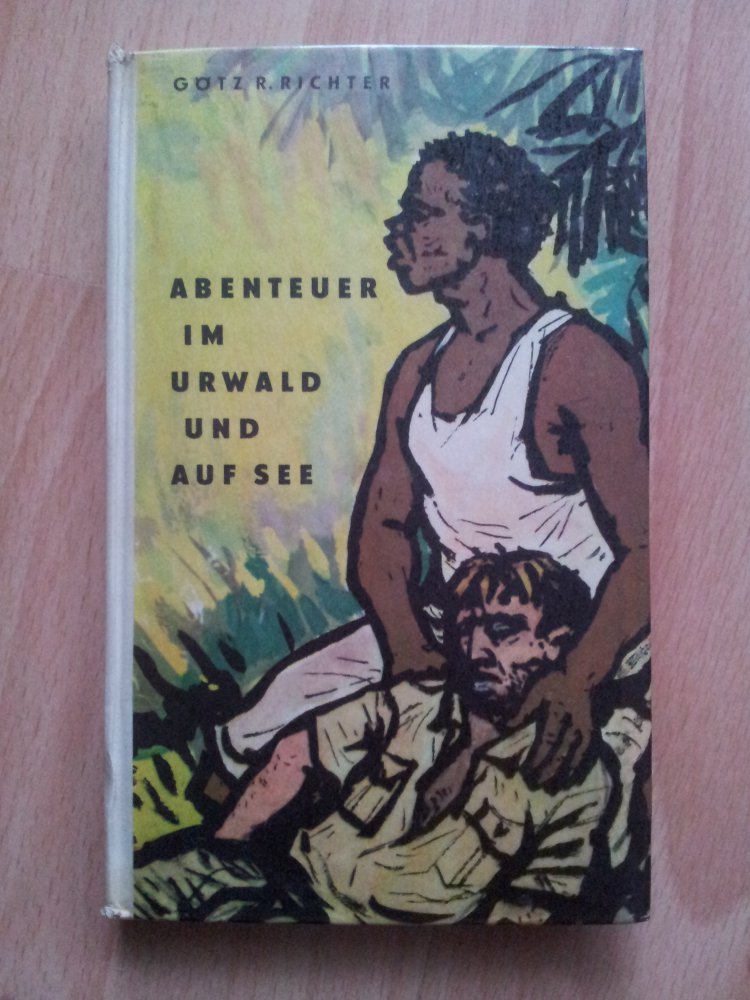 GÖTZ R. RICHTER
ABENTEUER
IM
URWALD
UND
AUF SEE